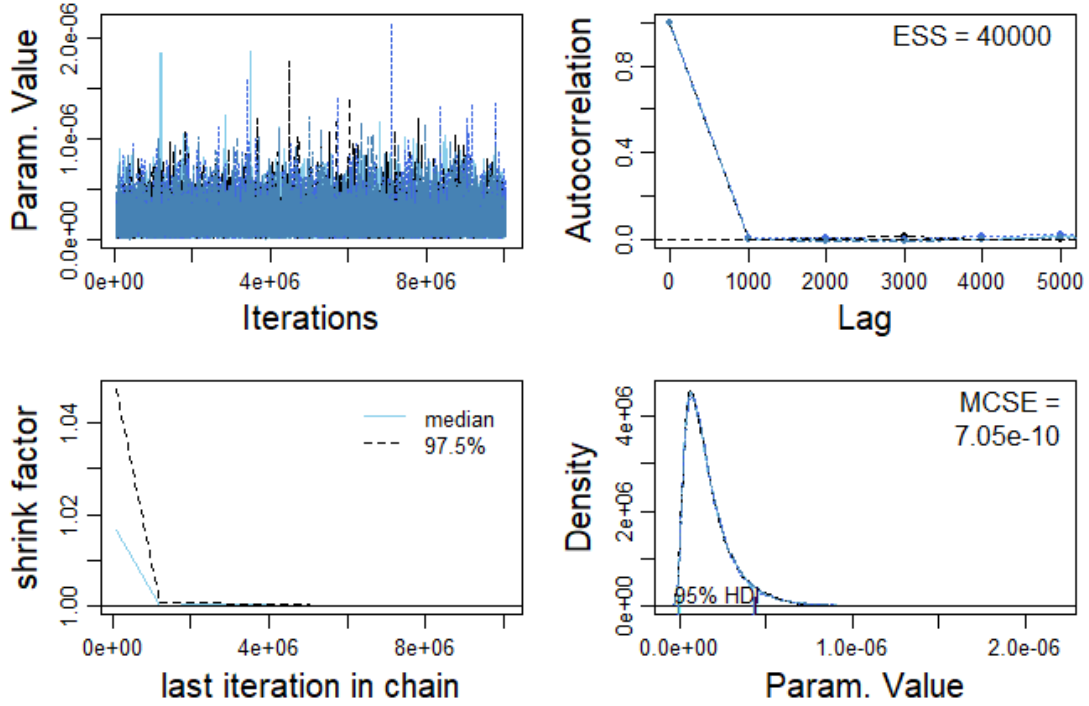 Param. Value
0.0e+00 1.0e-06 2.0e-06
0e+00 4e+06 8e+06
Iterations
Autocorrelation
0.0 0.4 0.8
ESS = 40000
0 1000 2000 3000 4000 5000
Lag
shrink factor
1.00 1.02 1.04
median
97.5%
0e+00 4e+06 8e+06
last iteration in chain
Density
0e+00 2e+06 4e+06
MCSE =
7.05e-10
95% HD
0.0e+00 1.0e-06 2.0e-06
Param. Value